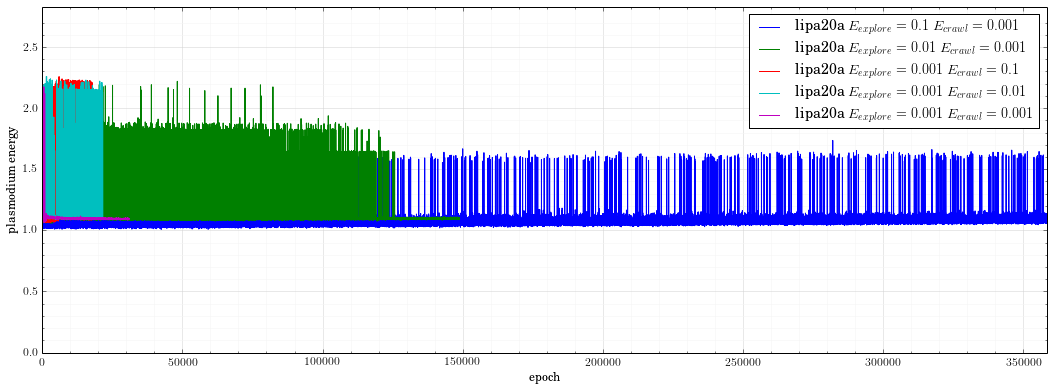 lipa20a E_explore = 0.1 E_crawl = 0.001
lipa20a E_explore = 0.01 E_crawl = 0.001
lipa20a E_explore = 0.001 E_crawl = 0.1
lipa20a E_explore = 0.001 E_crawl = 0.01
lipa20a E_explore = 0.001 E_crawl = 0.001
plasmodium energy
2.5
2.0
1.5
1.0
0.5
0.0
0 50000 100000 150000 200000 250000 300000 350000
epoch